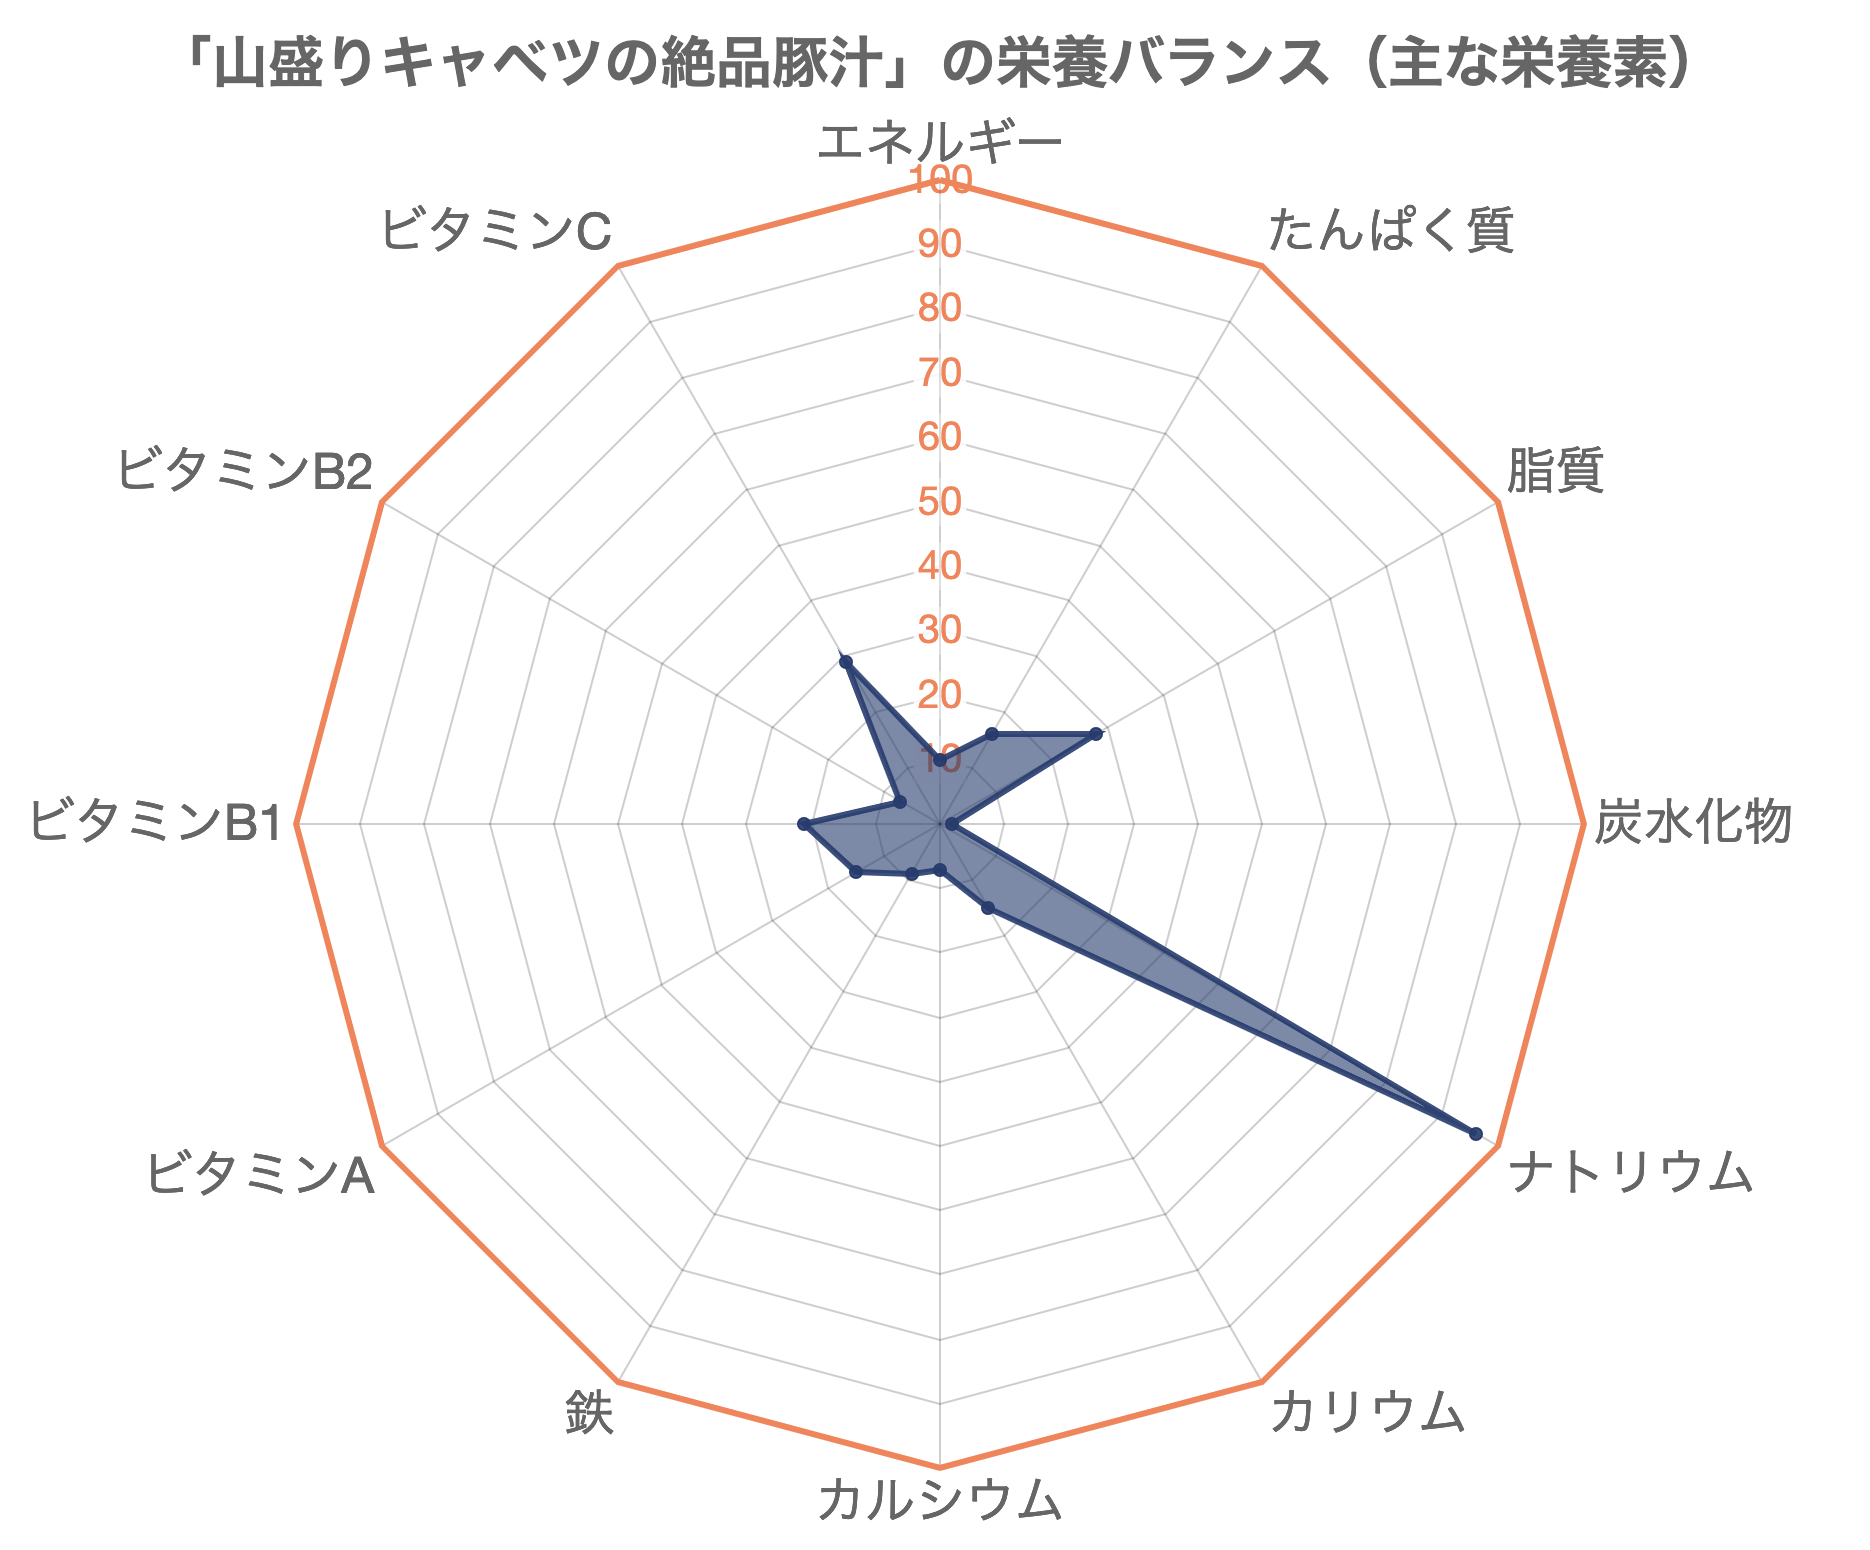 「山盛りキャベツの絶品豚汁」の栄養バランス（主な栄養素）
エネルギー
たんぱく質
脂質
炭水化物
ナトリウム
カリウム
カルシウム
鉄
ビタミンA
ビタミンB1
ビタミンB2
ビタミンC
100
90
80
70
60
50
40
30
20
10